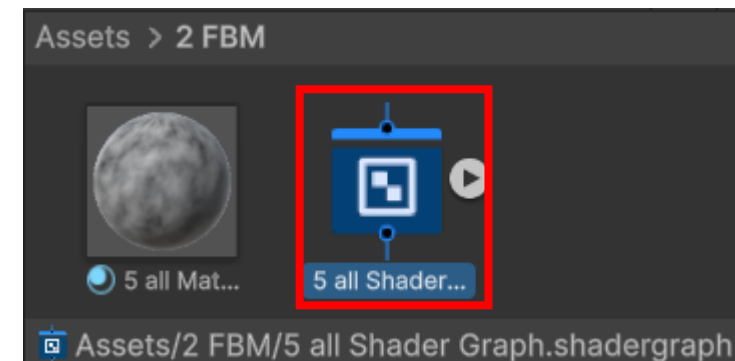 Assets > 2 FBM
5 all Mat...
5 all Shader...
Assets/2 FBM/5 all Shader Graph.shadergraph